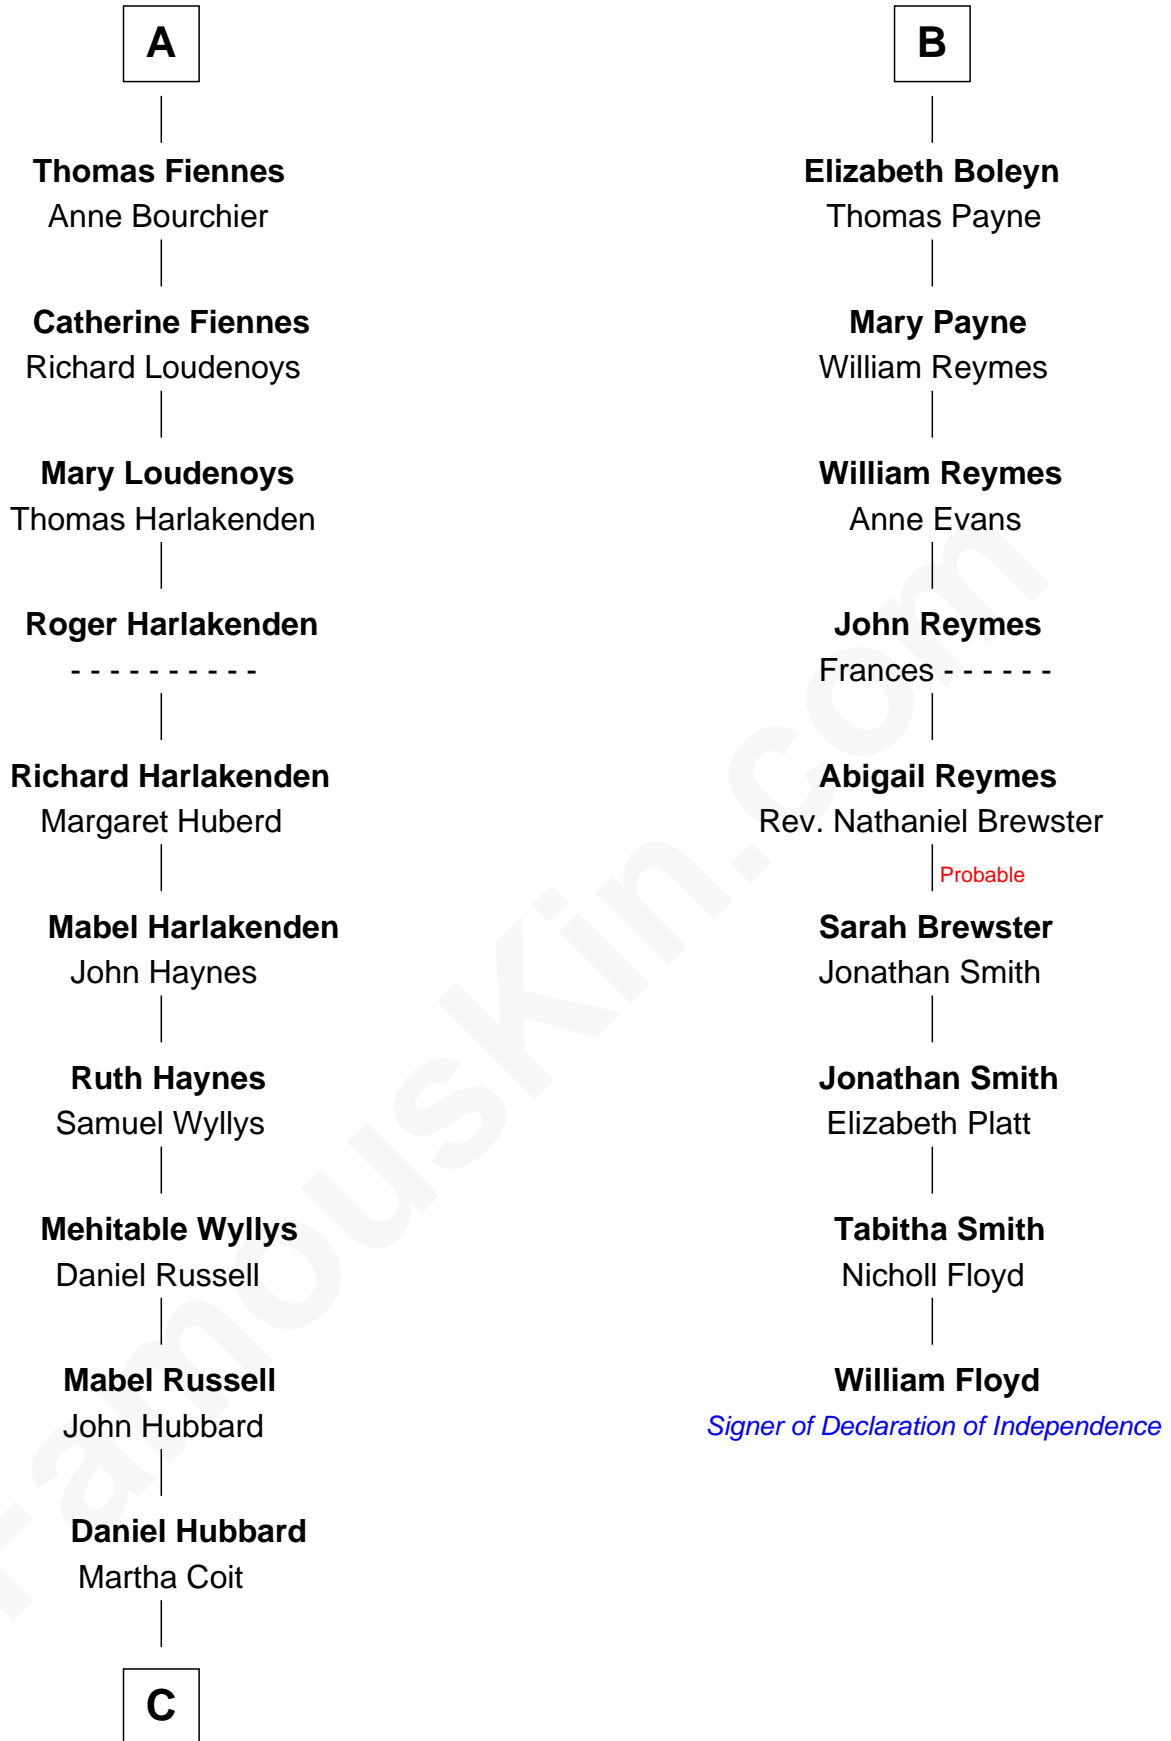 A
Thomas Fiennes
Anne Bourchier
Catherine Fiennes
Richard Loudenoys
Mary Loudenoys
Thomas Harlakenden
Roger Harlakenden
- - - - - - - - - -
Richard Harlakenden
Margaret Huberd
Mabel Harlakenden
John Haynes
Ruth Haynes
Samuel Wyllys
Mehitable Wyllys
Daniel Russell
Mabel Russell
John Hubbard
Daniel Hubbard
Martha Coit
C
B
Elizabeth Boleyn
Thomas Payne
Mary Payne
William Reymes
William Reymes
Anne Evans
John Reymes
Frances - - - - - -
Abigail Reymes
Rev. Nathaniel Brewster
Probable
Sarah Brewster
Jonathan Smith
Jonathan Smith
Elizabeth Platt
Tabitha Smith
Nicholl Floyd
William Floyd
Signer of Declaration of Independence
FamousKin.com